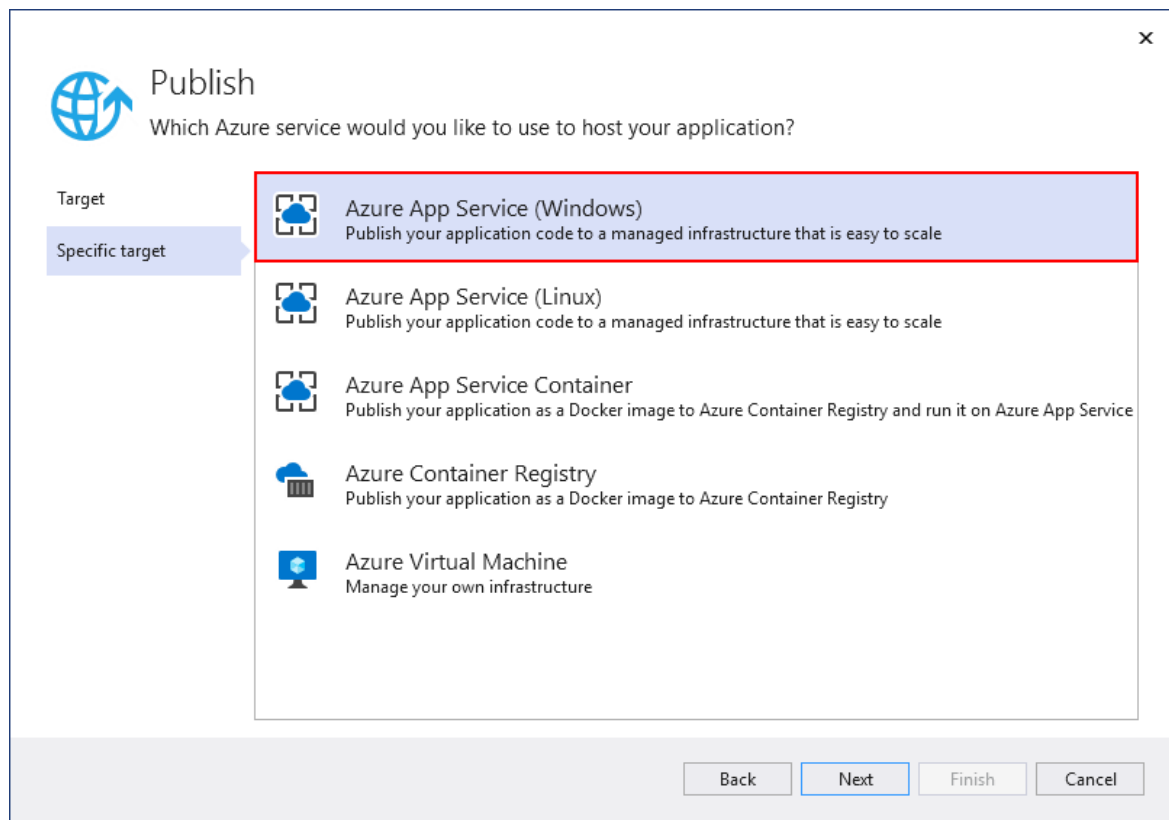 Publish
Which Azure service would you like to use to host your application?
Target
Specific target
Azure App Service (Windows)
Publish your application code to a managed infrastructure that is easy to scale
Azure App Service (Linux)
Publish your application code to a managed infrastructure that is easy to scale
Azure App Service Container
Publish your application as a Docker image to Azure Container Registry and run it on Azure App Service
Azure Container Registry
Publish your application as a Docker image to Azure Container Registry
Azure Virtual Machine
Manage your own infrastructure
Back
Next
Finish
Cancel